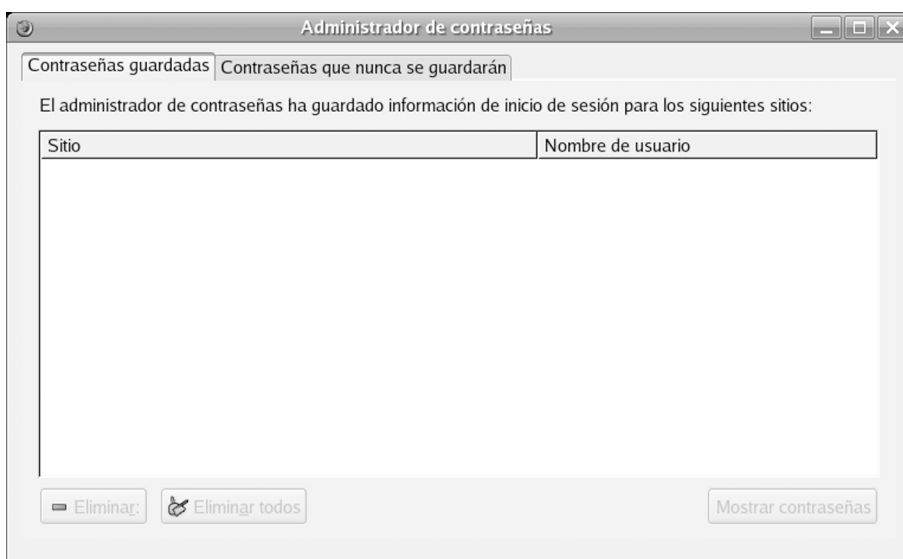 Administrador de contraseñas
Contraseñas guardadas
Contraseñas que nunca se guardarán
El administrador de contraseñas ha guardado información de inicio de sesión para los siguientes sitios:
Sitio
Nombre de usuario
Eliminar:
Eliminar todos
Mostrar contraseñas